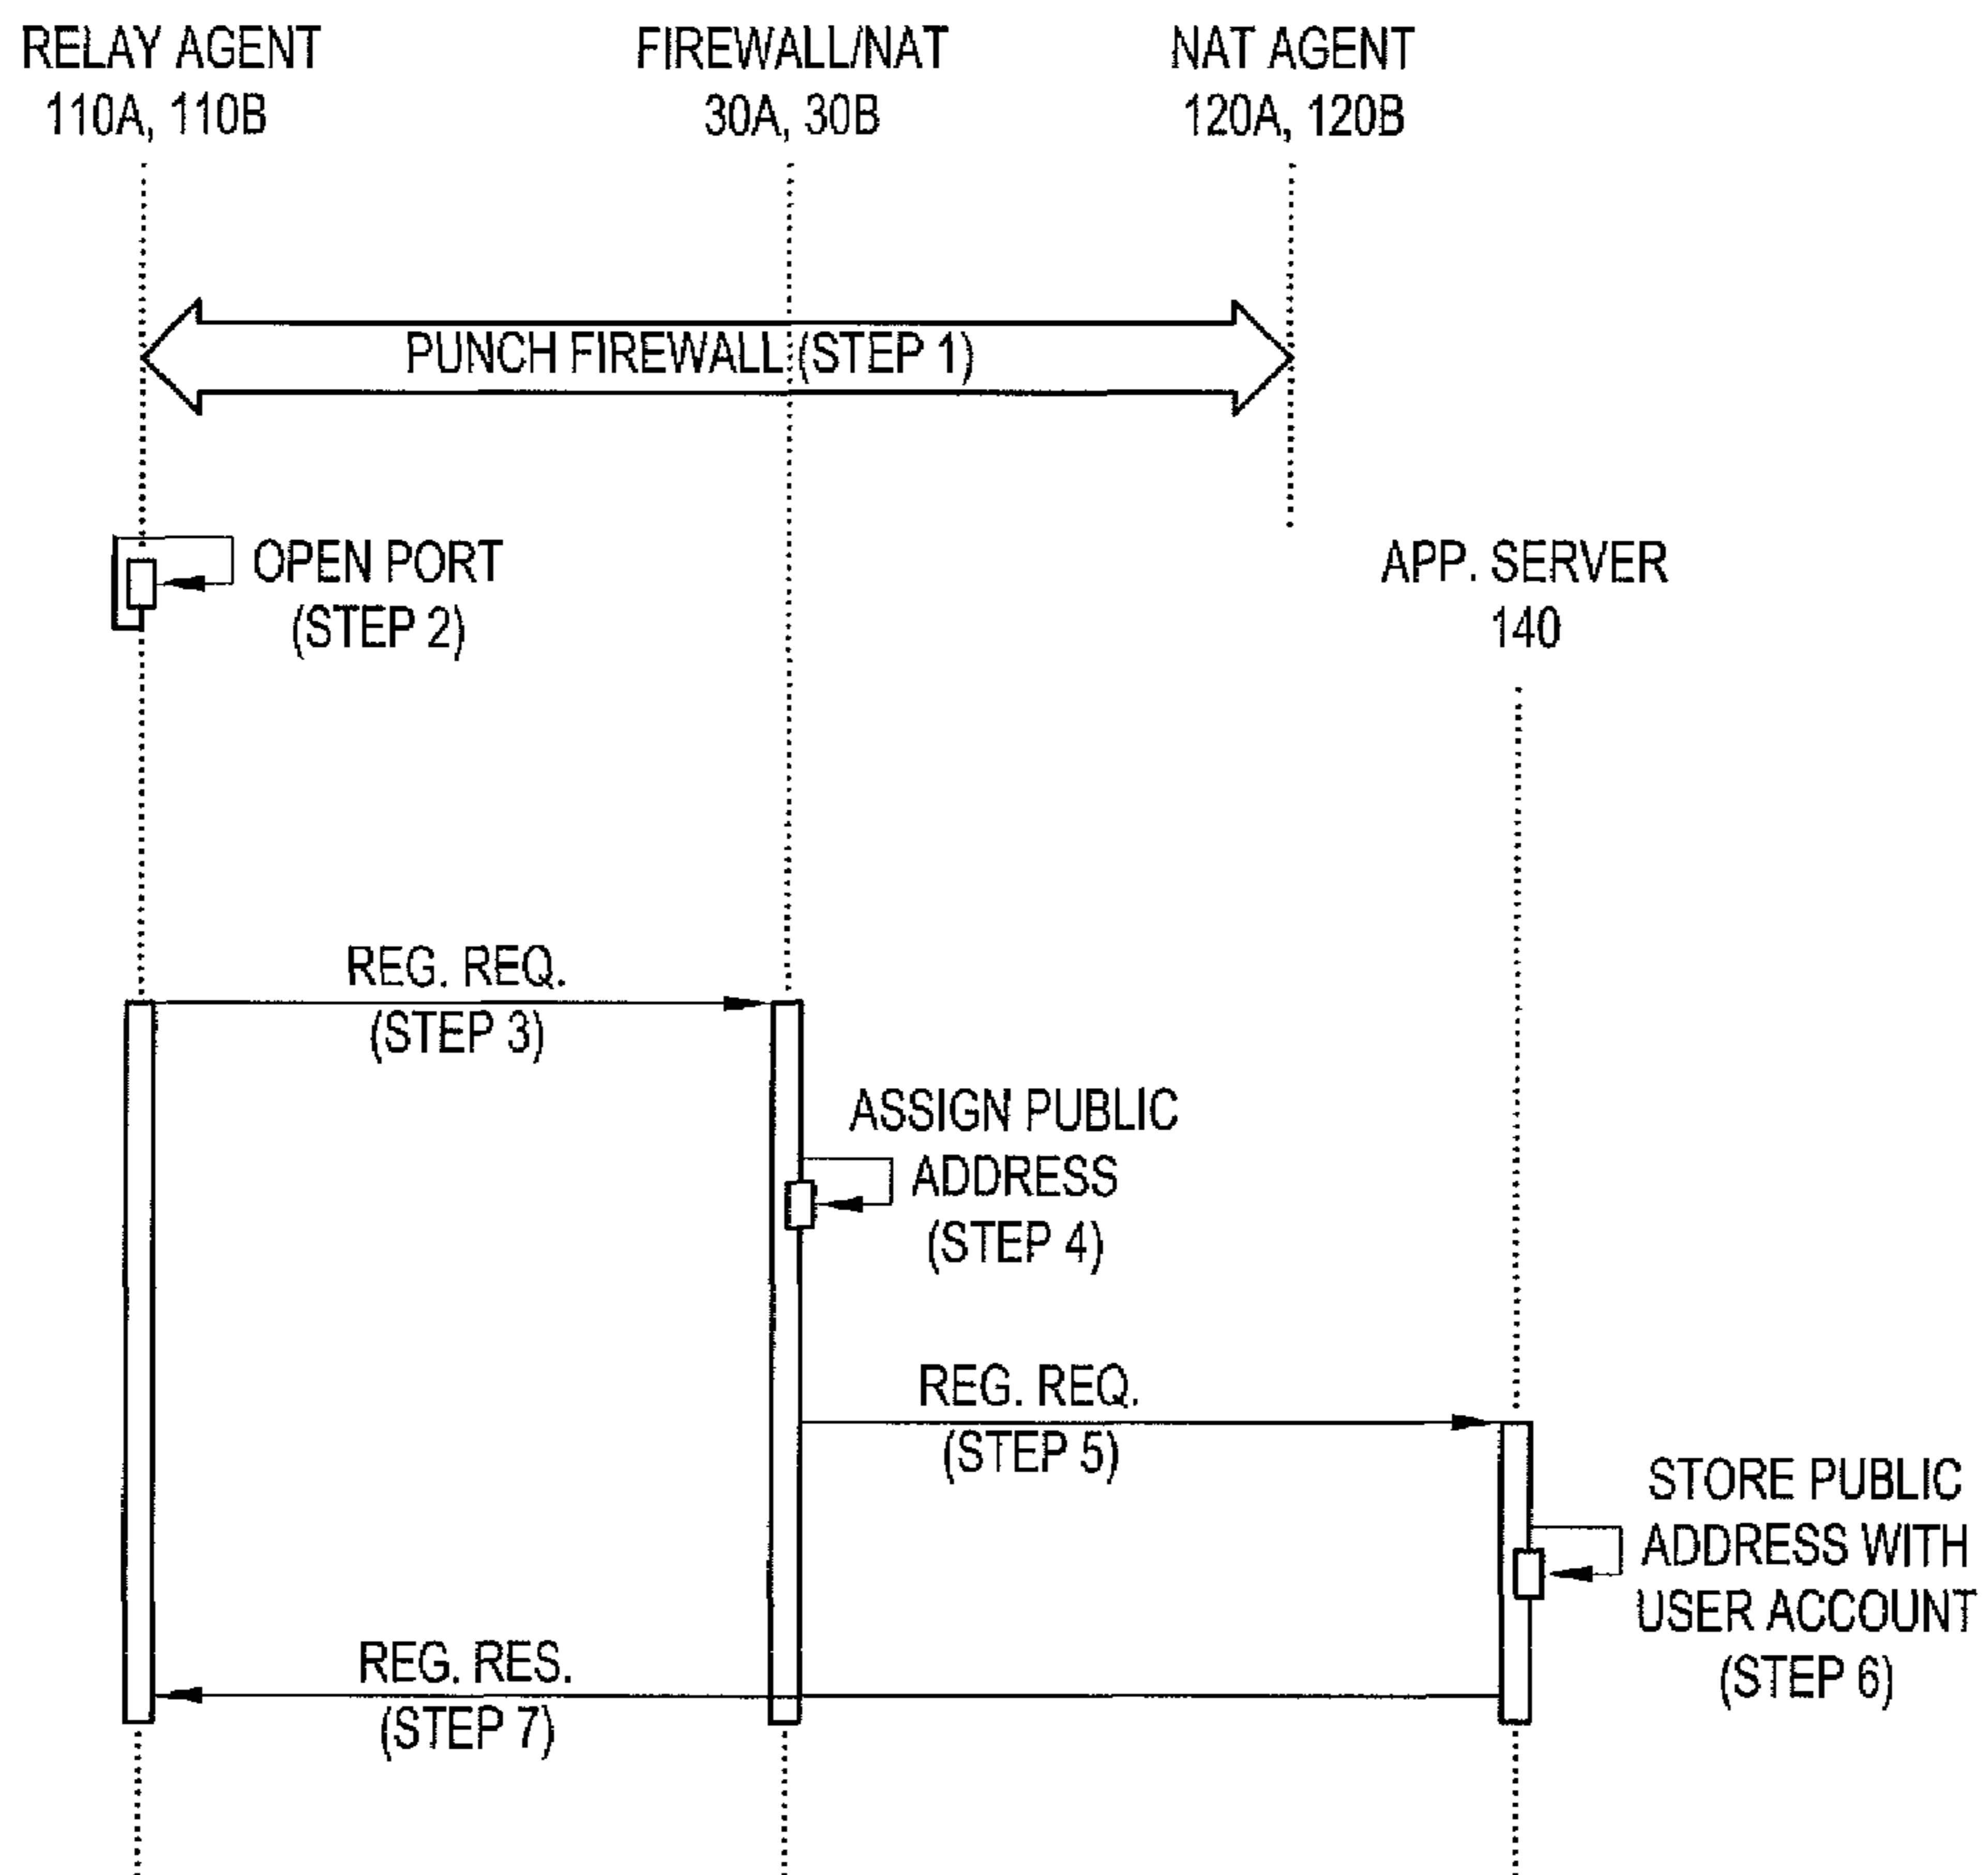 RELAY AGENT
110A, 110B
FIREWALL/NAT
30A, 30B
NAT AGENT
120A, 120B
PUNCH FIREWALL (STEP 1)
OPEN PORT
(STEP 2)
APP. SERVER
140
REG. REQ.
(STEP 3)
ASSIGN PUBLIC
ADDRESS
(STEP 4)
REG. REQ.
(STEP 5)
STORE PUBLIC
ADDRESS WITH
USER ACCOUNT
(STEP 6)
REG. RES.
(STEP 7)